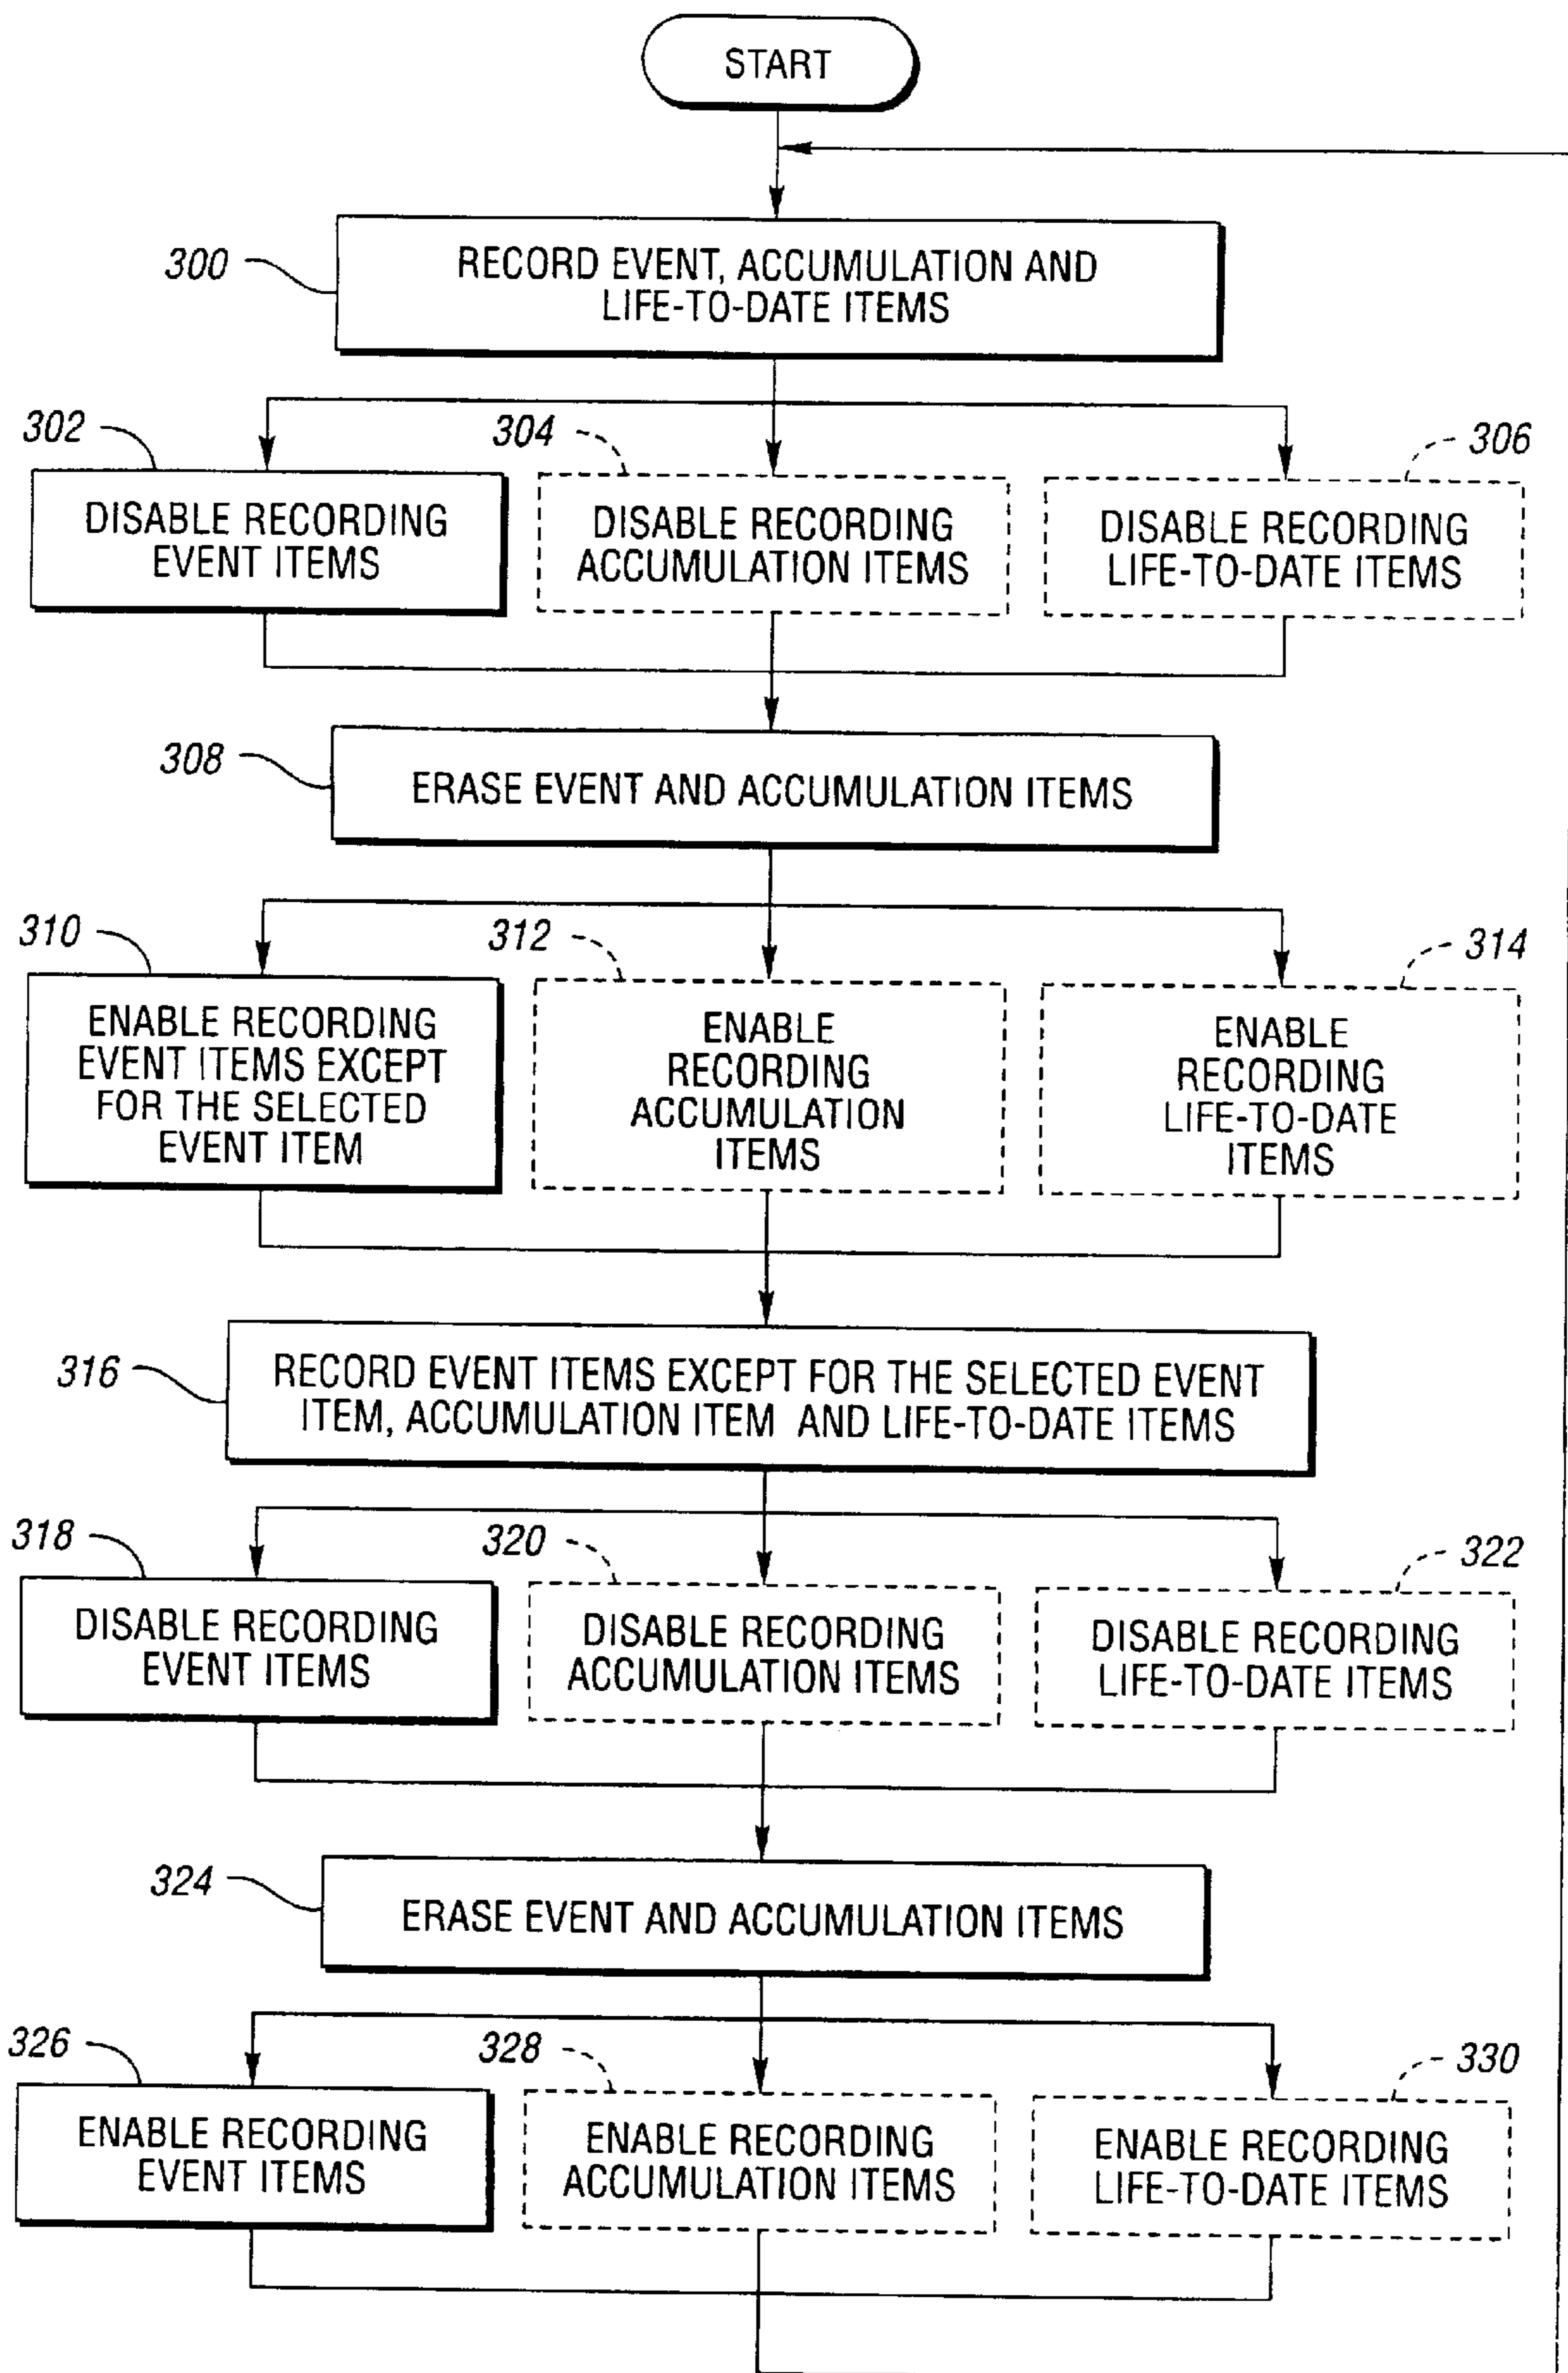 START
300
RECORD EVENT, ACCUMULATION AND
LIFE-TO-DATE ITEMS
302
304
306
DISABLE RECORDING
EVENT ITEMS
DISABLE RECORDING
ACCUMULATION ITEMS
DISABLE RECORDING
LIFE-TO-DATE ITEMS
308
ERASE EVENT AND ACCUMULATION ITEMS
310
312
314
ENABLE RECORDING
EVENT ITEMS EXCEPT
FOR THE SELECTED
EVENT ITEM
ENABLE
RECORDING
ACCUMULATION
ITEMS
ENABLE
RECORDING
LIFE-TO-DATE
ITEMS
316
RECORD EVENT ITEMS EXCEPT FOR THE SELECTED EVENT
ITEM, ACCUMULATION ITEM AND LIFE-TO-DATE ITEMS
318
320
322
DISABLE RECORDING
EVENT ITEMS
DISABLE RECORDING
ACCUMULATION ITEMS
DISABLE RECORDING
LIFE-TO-DATE ITEMS
324
ERASE EVENT AND ACCUMULATION ITEMS
326
328
330
ENABLE RECORDING
EVENT ITEMS
ENABLE RECORDING
ACCUMULATION ITEMS
ENABLE RECORDING
LIFE-TO-DATE ITEMS